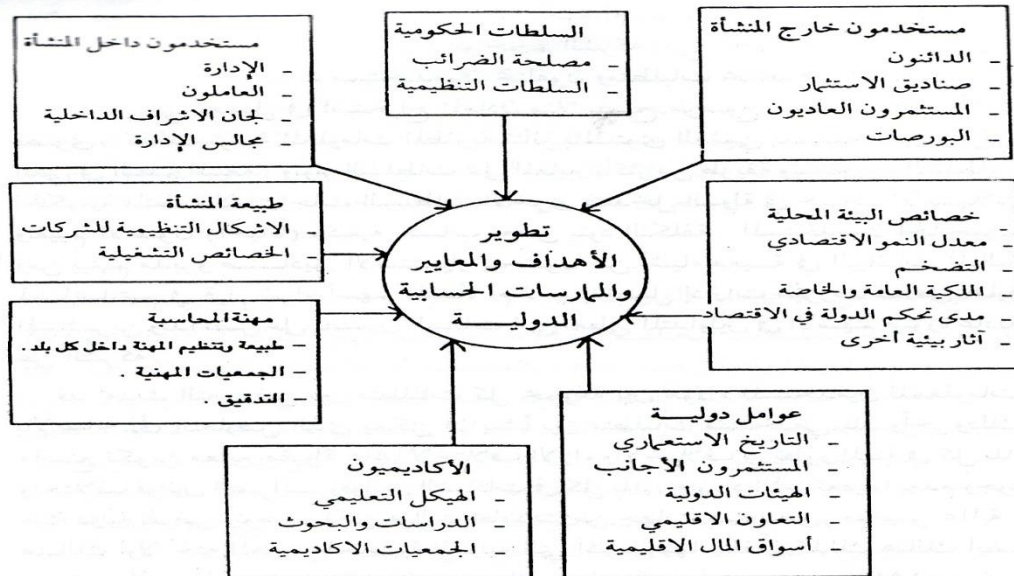 مستخدمون خارج المنشأة
- الدائنون
- صناديق الاستثمار
- المستثمرون العاديون
- البورصات
السلطات الحكومية
- مصلحة الضرائب
- السلطات التنظيمية
مستخدمون داخل المنشأة
- الإدارة
- العاملون
- لجان الاشراف الداخلية
- مجالس الإدارة.
خصائص البيئة المحلية
- معدل النمو الاقتصادي
- التضخم
- الملكية العامة والخاصة
- مدى تحكم الدولة في الاقتصاد
- آثار بيئية أخرى
تطوير
الأهداف والمعايير
والممارسات الحسابية
الدوليــة
طبيعة المنشأة
- الاشكال التنظيمية للشركات
- الخصائص التشغيلية
مهنة المحاسبة
- طبيعة وتنظيم المهنة داخل كل بلد.
- الجمعيات المهنية .
- التدقيق .
عوامل دوليــة
- التاريخ الاستعماري
- المستثمرون الأجانب
- الهيئات الدولية
- التعاون الاقليمي
- أسواق المال الإقليمية
الأكاديميون
- الهيكل التعليمي
- الدراسات والبحوث
- الجمعيات الاكاديمية